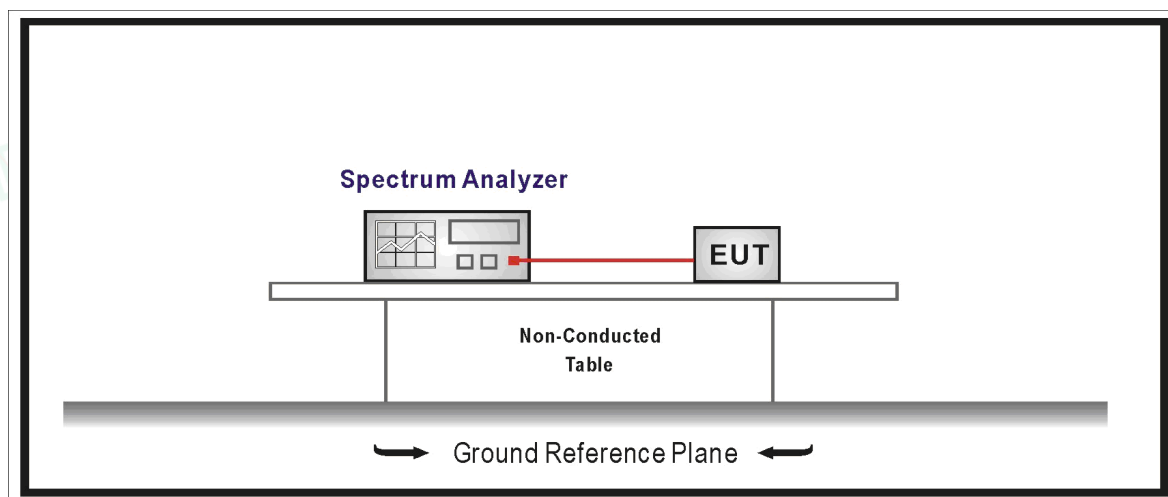 Spectrum Analyzer
EUT
Non-Conducted
Table
Ground Reference Plane